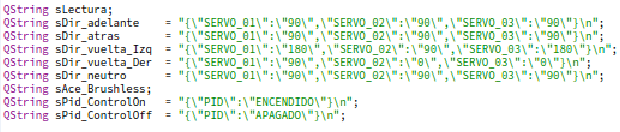 QString sLectura;
QString sDir_adelante   = "{\"SERVO_01\":\"90\",\"SERVO_02\":\"90\",\"SERVO_03\":\"90\"}\n";
QString sDir_atras      = "{\"SERVO_01\":\"90\",\"SERVO_02\":\"90\",\"SERVO_03\":\"90\"}\n";
QString sDir_vuelta_Izq = "{\"SERVO_01\":\"180\",\"SERVO_02\":\"90\",\"SERVO_03\":\"180\"}\n";
QString sDir_vuelta_Der = "{\"SERVO_01\":\"90\",\"SERVO_02\":\"0\",\"SERVO_03\":\"0\"}\n";
QString sDir_neutro     = "{\"SERVO_01\":\"90\",\"SERVO_02\":\"90\",\"SERVO_03\":\"90\"}\n";
QString sAce_Brushless;
QString sPid_ControlOn  = "{\"PID\":\"ENCENDIDO\"}\n";
QString sPid_ControlOff = "{\"PID\":\"APAGADO\"}\n";